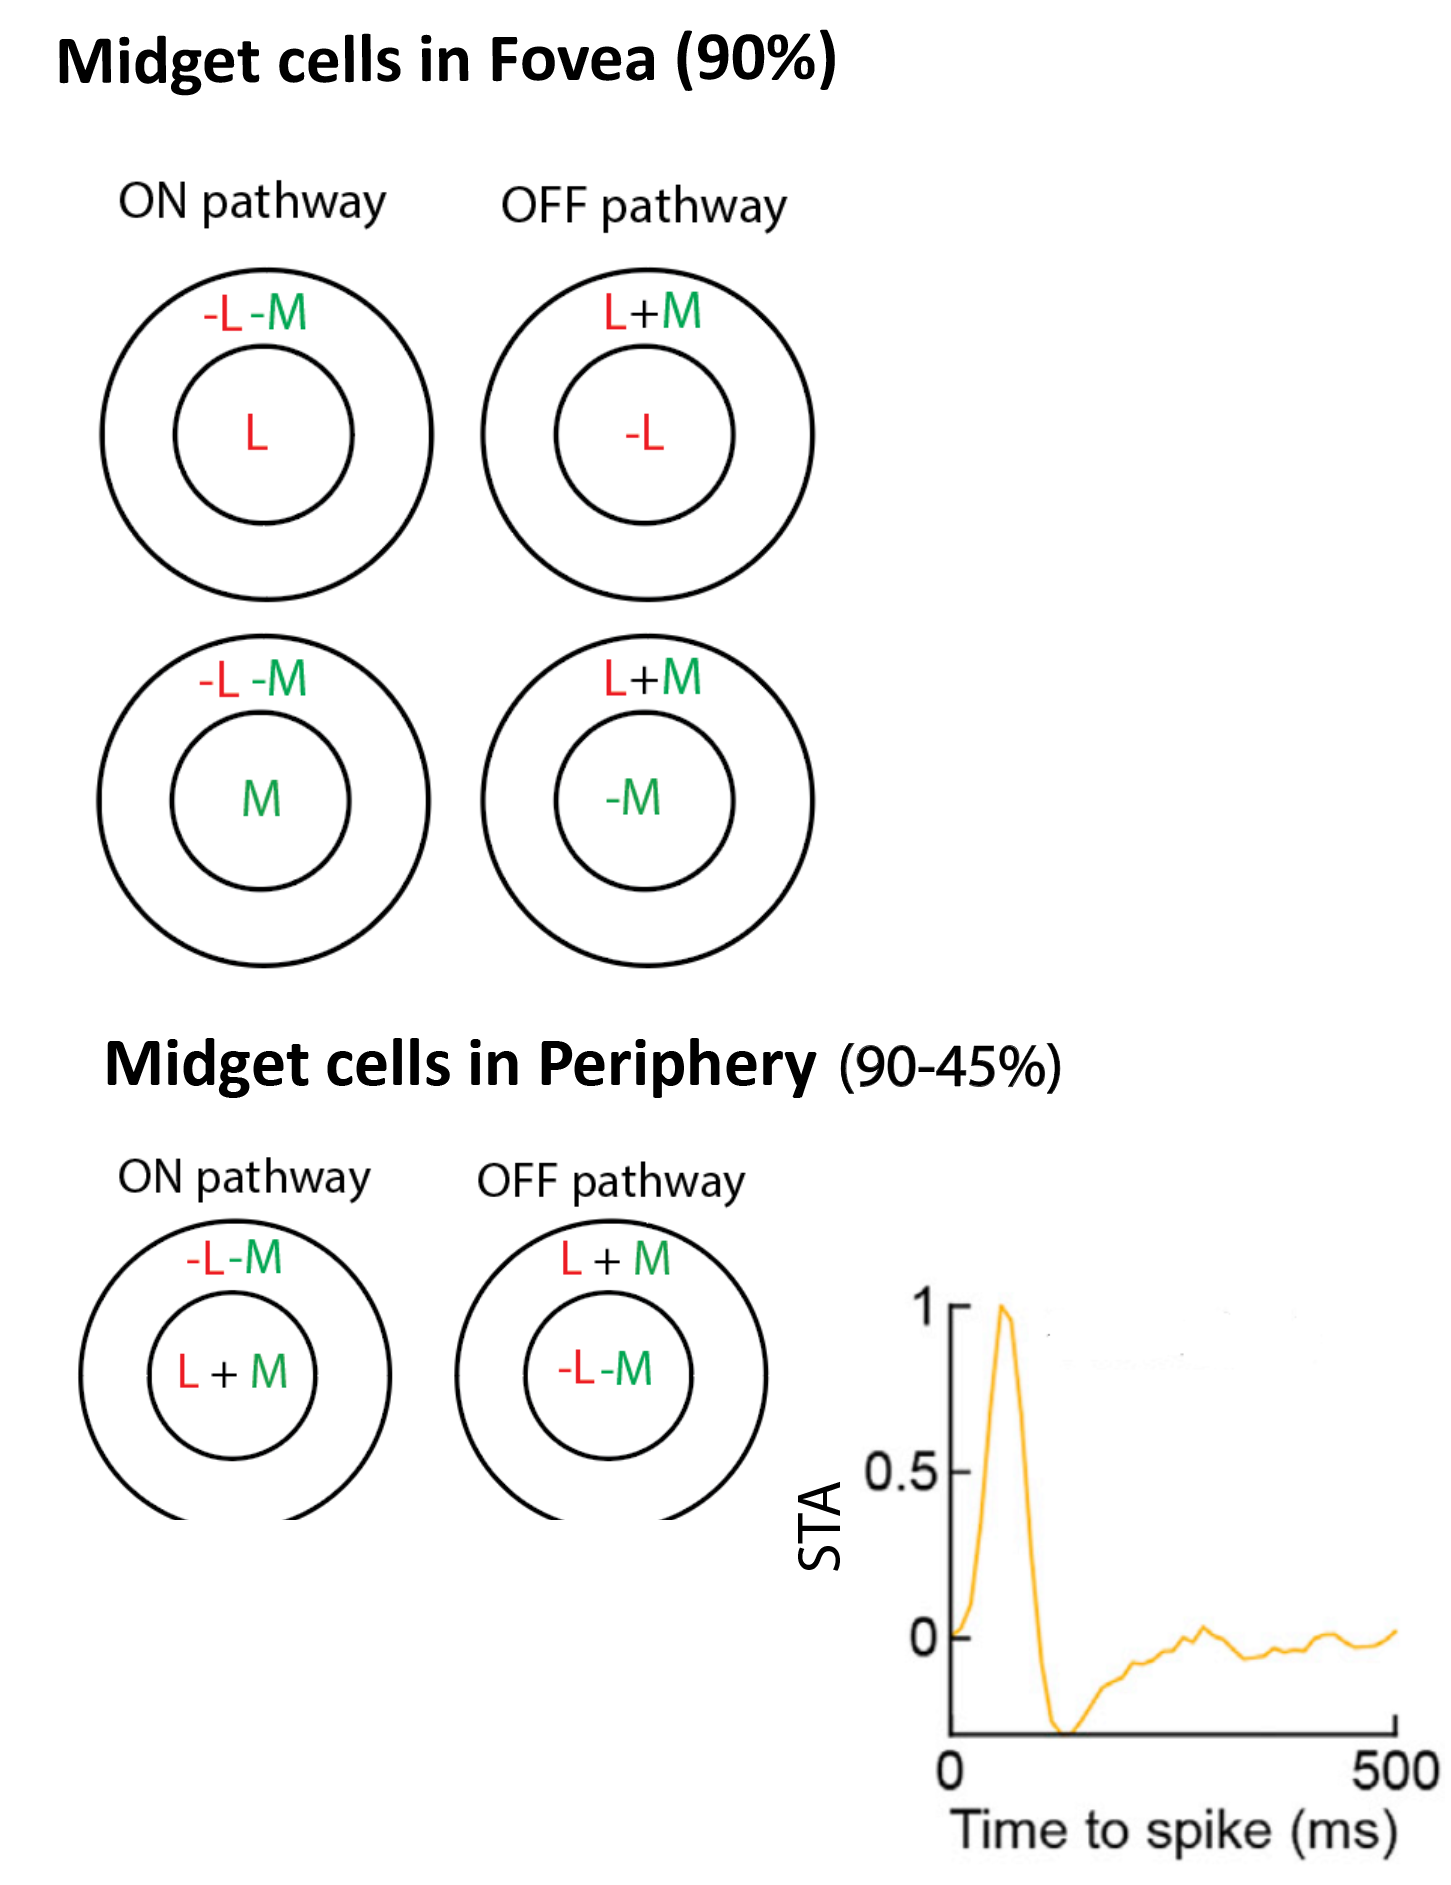 Midget cells in Fovea (90%)
ON pathway OFF pathway
-L -M L+M
L -L
-L -M L+M
M -M
Midget cells in Periphery (90-45%)
ON pathway OFF pathway
-L-M L + M
L + M -L-M
1
0.5
STA
0
0 500
Time to spike (ms)